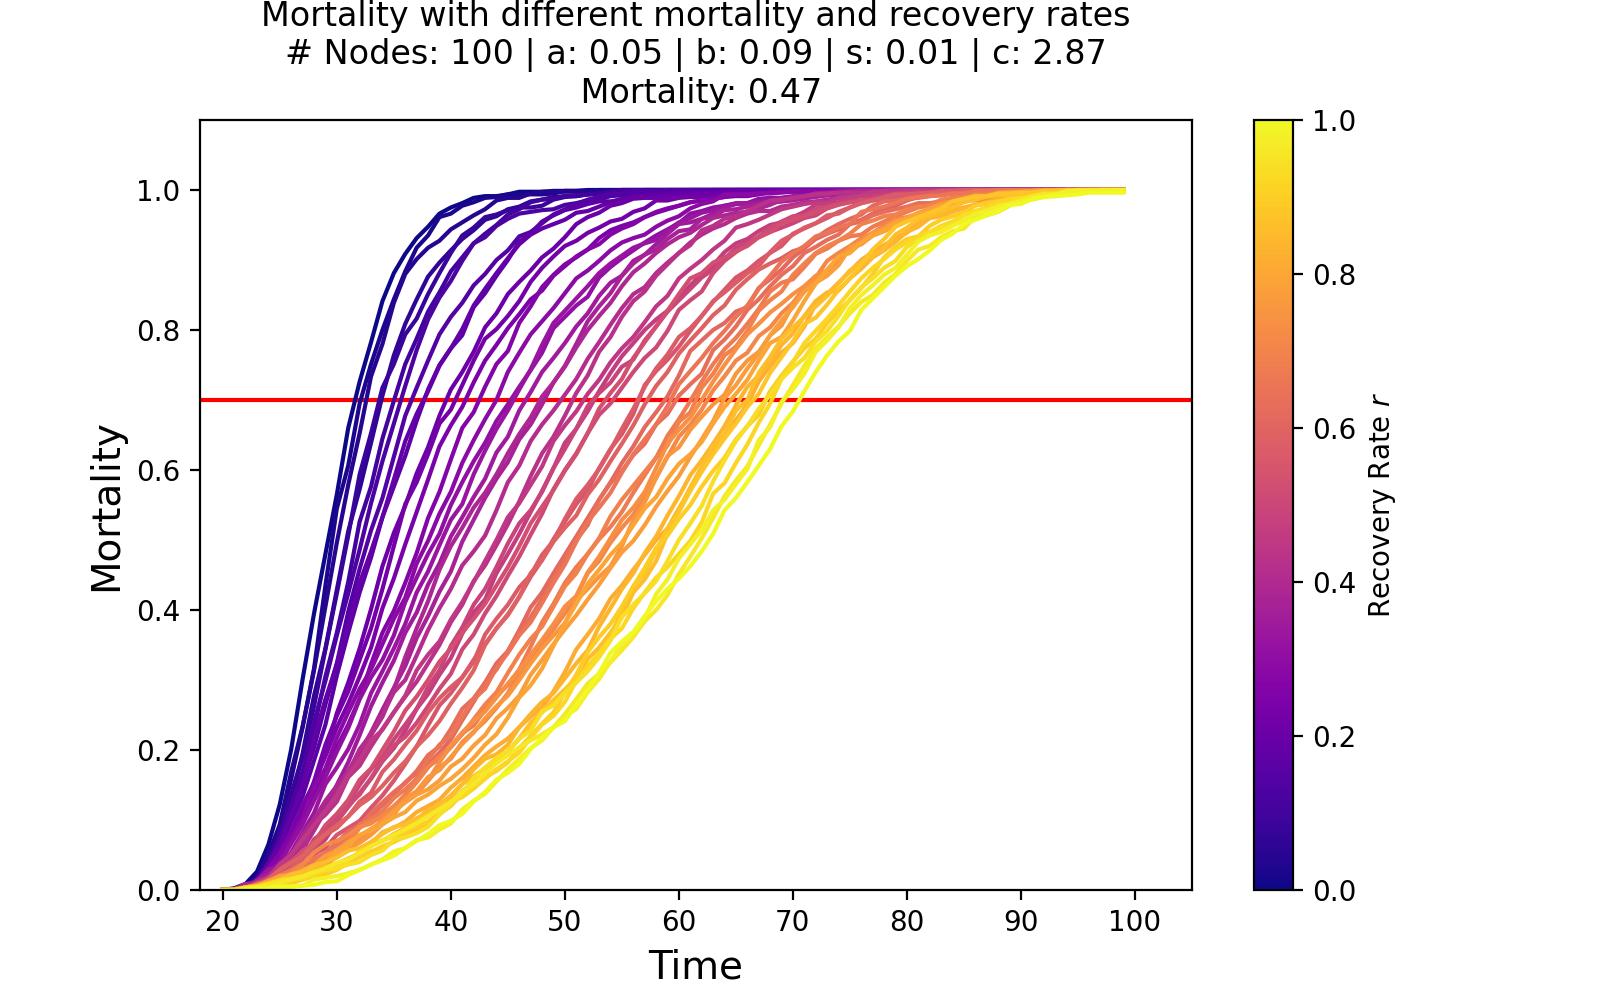 Mortality with different mortality and recovery rates
# Nodes: 100 | a: 0.05 | b: 0.09 | s: 0.01 | c: 2.87
Mortality: 0.47
Mortality
1.0
0.8
0.6
0.4
0.2
0.0
20 30 40 50 60 70 80 90 100
Time
1.0
0.8
0.6
0.4
0.2
0.0
Recovery Rate r